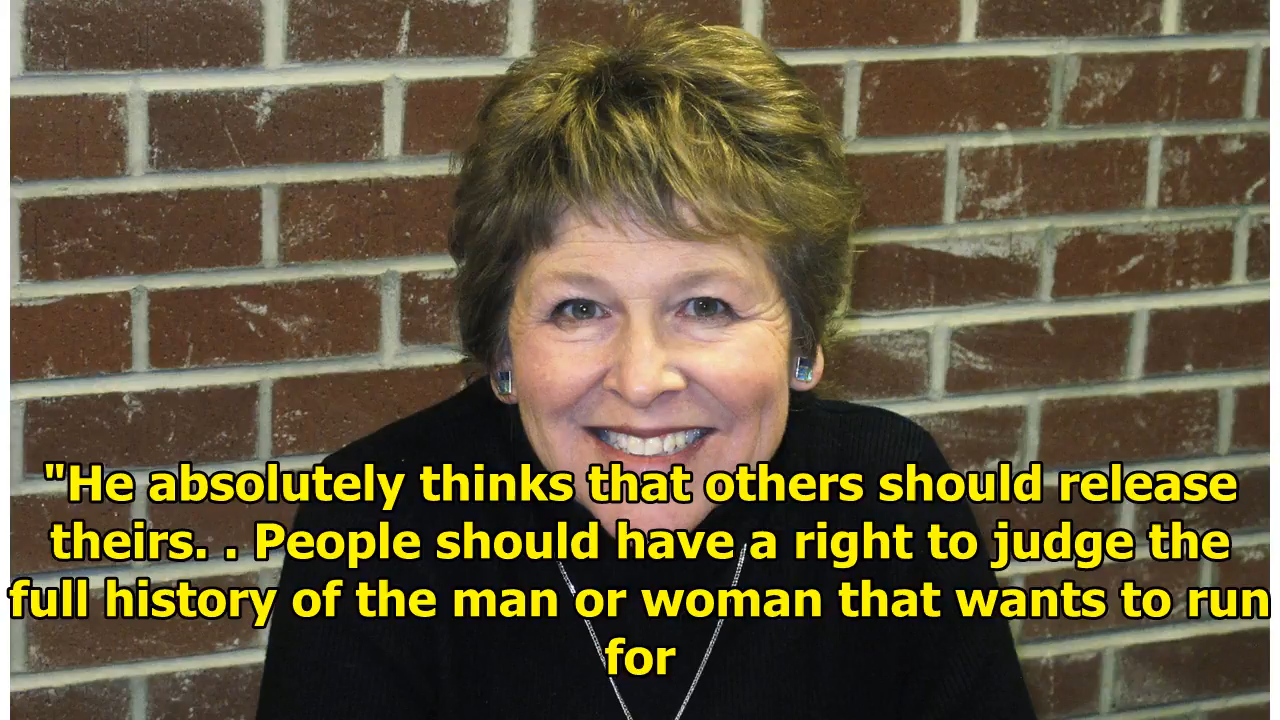 "He absolutely thinks that others should release
theirs. . People should have a right to judge the
full history of the man or woman that wants to run
for